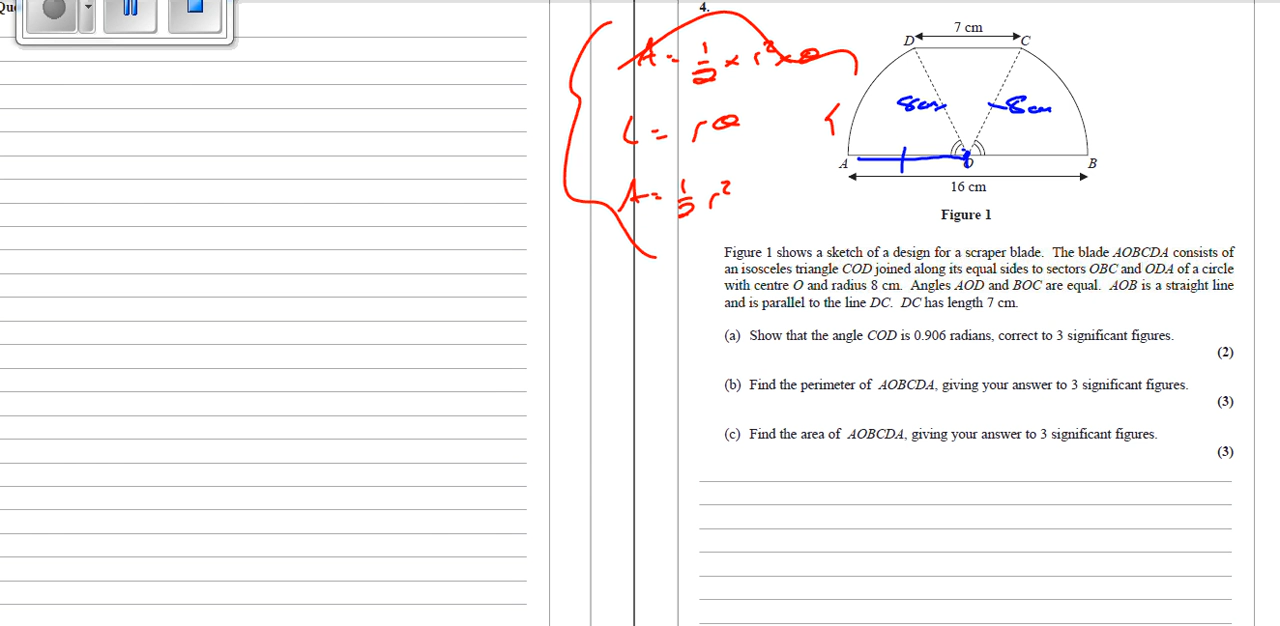 Qu
4.
A = 1/2 × r² × θ
L = rθ
A = 1/2 r²
7 cm
D
C
8cm
8cm
A
O
B
16 cm
Figure 1
Figure 1 shows a sketch of a design for a scraper blade. The blade AOBCDA consists of
an isosceles triangle COD joined along its equal sides to sectors OBC and ODA of a circle
with centre O and radius 8 cm. Angles AOD and BOC are equal. AOB is a straight line
and is parallel to the line DC. DC has length 7 cm.
(a) Show that the angle COD is 0.906 radians, correct to 3 significant figures.
(2)
(b) Find the perimeter of AOBCDA, giving your answer to 3 significant figures.
(3)
(c) Find the area of AOBCDA, giving your answer to 3 significant figures.
(3)